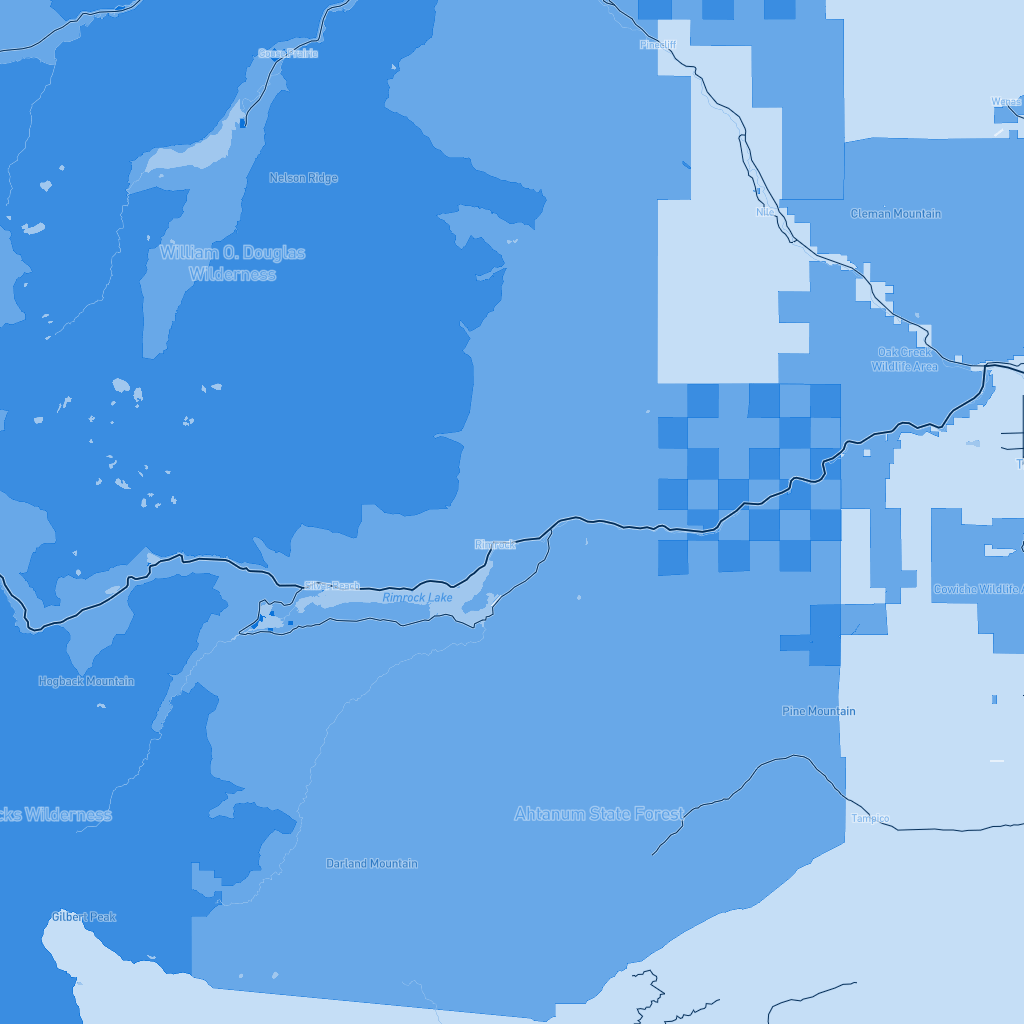 Pinecliff
Goose Prairie
Wenas
Nelson Ridge
Nile
Cleman Mountain
William O. Douglas
Wilderness
Oak Creek
Wildlife Area
Rimrock
Silver Beach
Rimrock Lake
Cowiche Wildlife A
Hogback Mountain
Pine Mountain
cks Wilderness
Ahtanum State Forest
Tampico
Darland Mountain
Gilbert Peak